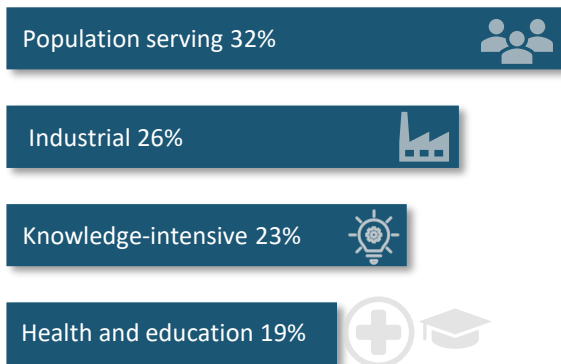 Population serving 32%
Industrial 26%
Knowledge-intensive 23%
Health and education 19%